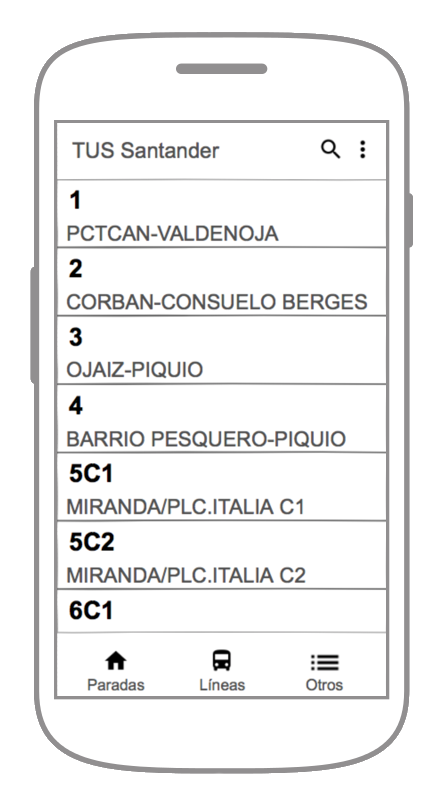 TUS Santander
1
PCTCAN-VALDENOJA
2
CORBAN-CONSUELO BERGES
3
OJAIZ-PIQUIO
4
BARRIO PESQUERO-PIQUIO
5C1
MIRANDA/PLC.ITALIA C1
5C2
MIRANDA/PLC.ITALIA C2
6C1
Paradas Líneas Otros